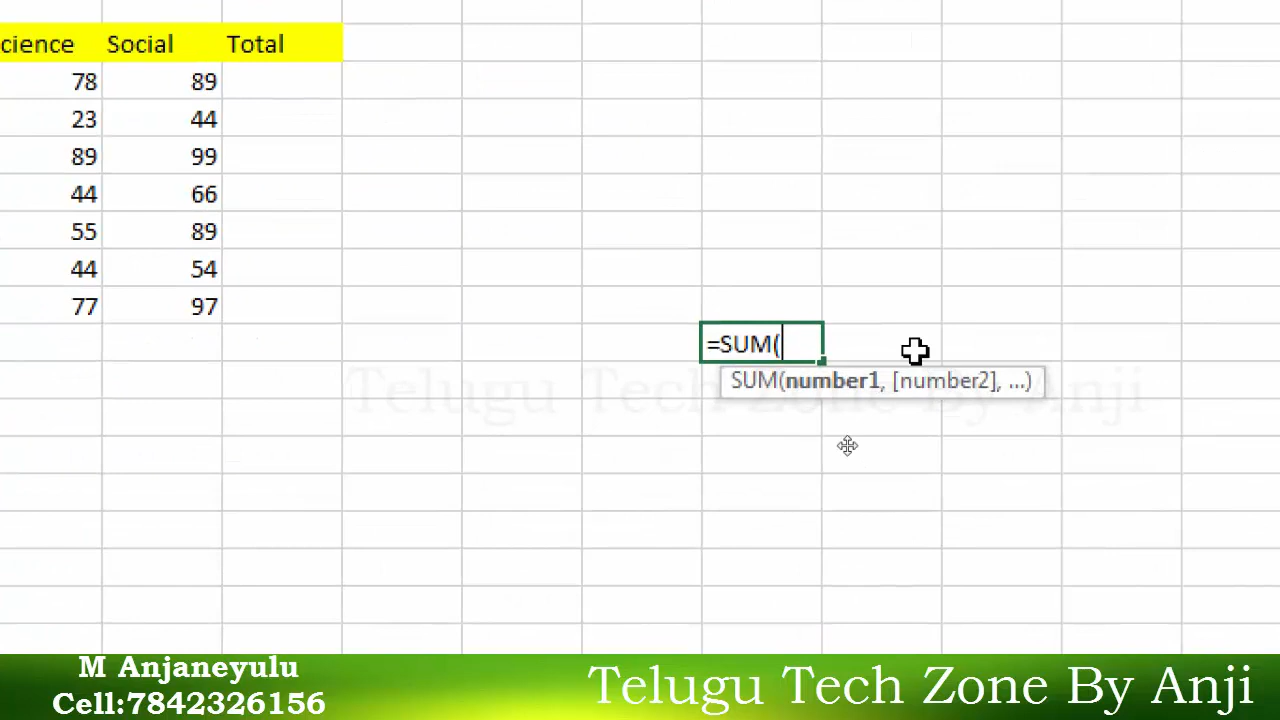 cience Social Total
78 89
23 44
89 99
44 66
55 89
44 54
77 97
=SUM(
SUM(number1, [number2], ...)
Telugu Tech Zone By Anji
M Anjaneyulu
Cell:7842326156
Telugu Tech Zone By Anji